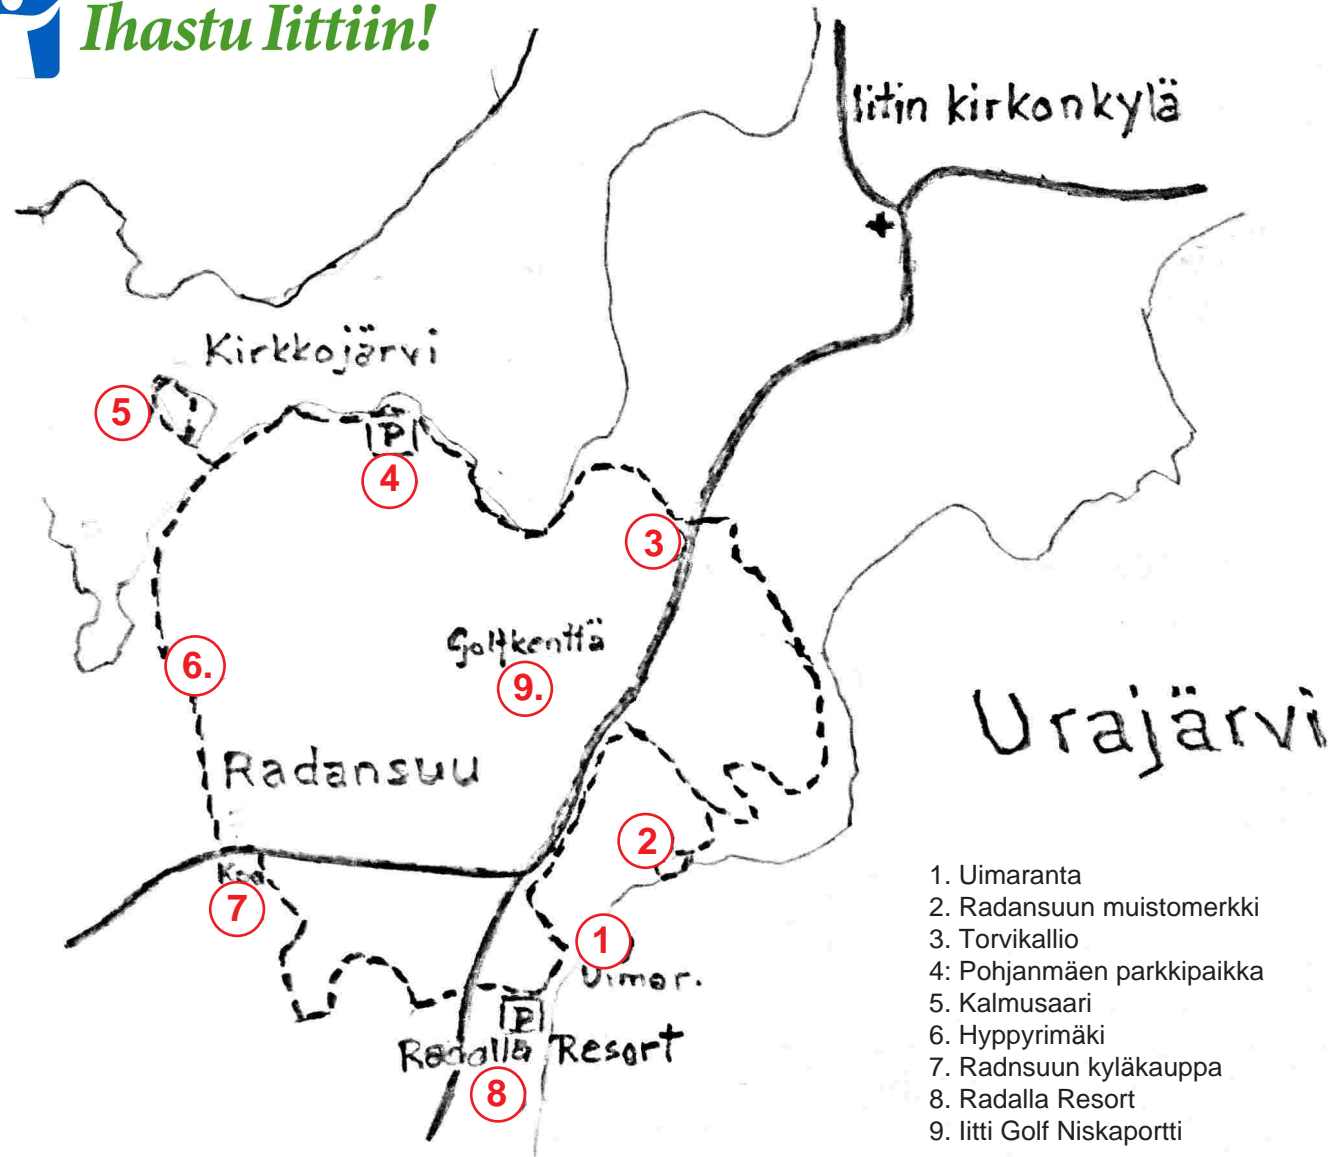 Ihastu Iittiin!
Iitin kirkonkylä
Kirkkojärvi
5
P
4
3
Golfkenttä
9.
6.
Urajärvi
Radansuu
2
7
1
Uimar.
P
Radalla Resort
8
1. Uimaranta
2. Radansuun muistomerkki
3. Torvikallio
4: Pohjanmäen parkkipaikka
5. Kalmusaari
6. Hyppyrimäki
7. Radnsuun kyläkauppa
8. Radalla Resort
9. Iitti Golf Niskaportti